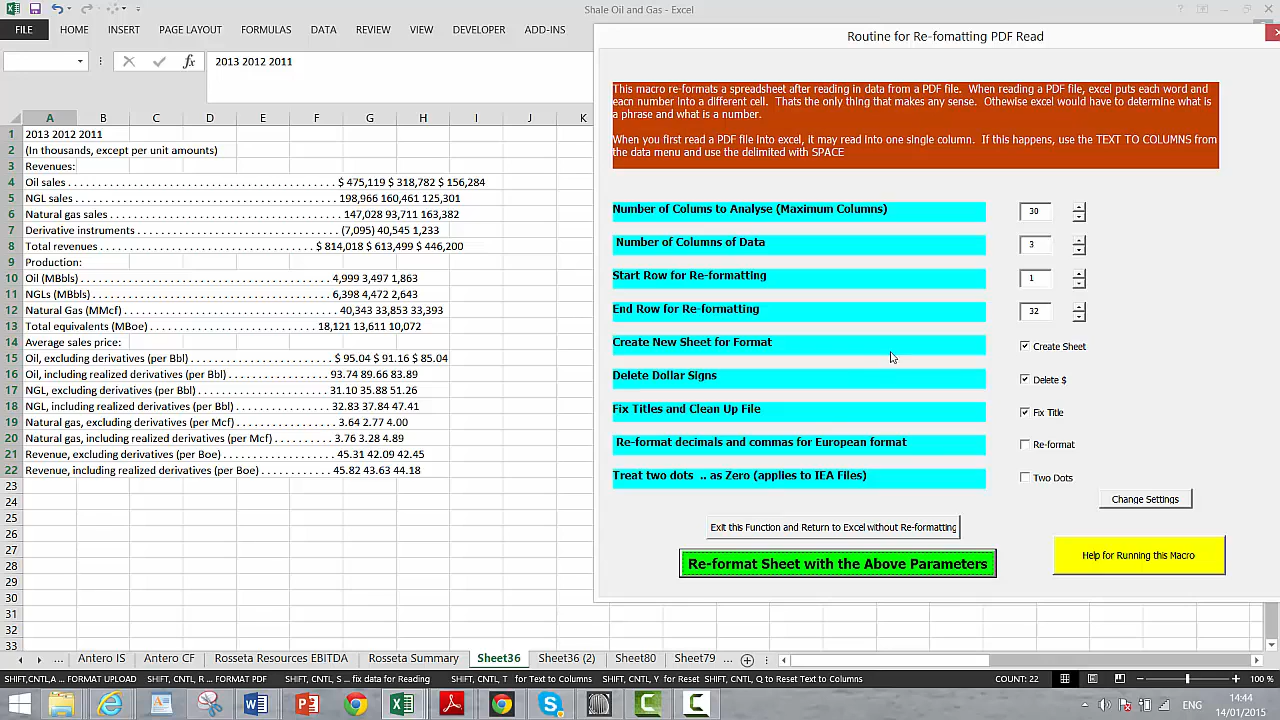 Shale Oil and Gas - Excel
FILE HOME INSERT PAGE LAYOUT FORMULAS DATA REVIEW VIEW DEVELOPER ADD-INS
fx 2013 2012 2011
A B C D E F G H I J K
1 2013 2012 2011
2 (In thousands, except per unit amounts)
3 Revenues:
4 Oil sales . . . . . . . . . . . . . . . . . . . . . . . . . . . . . . . . . . . . . . . . . . . . . $ 475,119 $ 318,782 $ 156,284
5 NGL sales . . . . . . . . . . . . . . . . . . . . . . . . . . . . . . . . . . . . . . . . . . . . 198,966 160,461 125,301
6 Natural gas sales . . . . . . . . . . . . . . . . . . . . . . . . . . . . . . . . . . . . . . . 147,028 93,711 163,382
7 Derivative instruments . . . . . . . . . . . . . . . . . . . . . . . . . . . . . . . . . . (7,095) 40,545 1,233
8 Total revenues . . . . . . . . . . . . . . . . . . . . . . . . . . . . . . . . . . . . $ 814,018 $ 613,499 $ 446,200
9 Production:
10 Oil (MBbls) . . . . . . . . . . . . . . . . . . . . . . . . . . . . . . . . . . . . . . . . . . 4,999 3,497 1,863
11 NGLs (MBbls) . . . . . . . . . . . . . . . . . . . . . . . . . . . . . . . . . . . . . . . . 6,398 4,472 2,643
12 Natural Gas (MMcf) . . . . . . . . . . . . . . . . . . . . . . . . . . . . . . . . . . . 40,343 33,853 33,393
13 Total equivalents (MBoe) . . . . . . . . . . . . . . . . . . . . . . . . . . . 18,121 13,611 10,072
14 Average sales price:
15 Oil, excluding derivatives (per Bbl) . . . . . . . . . . . . . . . . . . . . . . . $ 95.04 $ 91.16 $ 85.04
16 Oil, including realized derivatives (per Bbl) . . . . . . . . . . . . . . . . . 93.74 89.66 83.89
17 NGL, excluding derivatives (per Bbl) . . . . . . . . . . . . . . . . . . . . . . 31.10 35.88 51.26
18 NGL, including realized derivatives (per Bbl) . . . . . . . . . . . . . . . 32.83 37.84 47.41
19 Natural gas, excluding derivatives (per Mcf) . . . . . . . . . . . . . . . . 3.64 2.77 4.00
20 Natural gas, including realized derivatives (per Mcf) . . . . . . . . . . 3.76 3.28 4.89
21 Revenue, excluding derivatives (per Boe) . . . . . . . . . . . . . . . . . . 45.31 42.09 42.45
22 Revenue, including realized derivatives (per Boe) . . . . . . . . . . . . 45.82 43.63 44.18
23
24
25
26
27
28
29
30
31
32
33
Routine for Re-fomatting PDF Read
This macro re-formats a spreadsheet after reading in data from a PDF file. When reading a PDF file, excel puts each word and
eacn number into a different cell. Thats the only thing that makes any sense. Othewise excel would have to determine what is
a phrase and what is a number.
When you first read a PDF file into excel, it may read into one single column. If this happens, use the TEXT TO COLUMNS from
the data menu and use the delimited with SPACE
Number of Colums to Analyse (Maximum Columns) 30
Number of Columns of Data 3
Start Row for Re-formatting 1
End Row for Re-formatting 32
Create New Sheet for Format Create Sheet
Delete Dollar Signs Delete $
Fix Titles and Clean Up File Fix Title
Re-format decimals and commas for European format Re-format
Treat two dots .. as Zero (applies to IEA Files) Two Dots
Change Settings
Exit this Function and Return to Excel without Re-formatting
Re-format Sheet with the Above Parameters
Help for Running this Macro
... Antero IS Antero CF Rosseta Resources EBITDA Rosseta Summary Sheet36 Sheet36 (2) Sheet80 Sheet79 ...
SHIFT,CNTL,A ... FORMAT UPLOAD SHIFT, CNTL, R ... FORMAT PDF SHIFT, CNTL, S .. fix data for Reading SHIFT, CNTL, T for Text to Columns SHIFT, CNTL, Y for Reset SHIFT, CNTL, Q to Reset Text to Columns COUNT: 22 100 %
ENG
14:44
14/01/2015